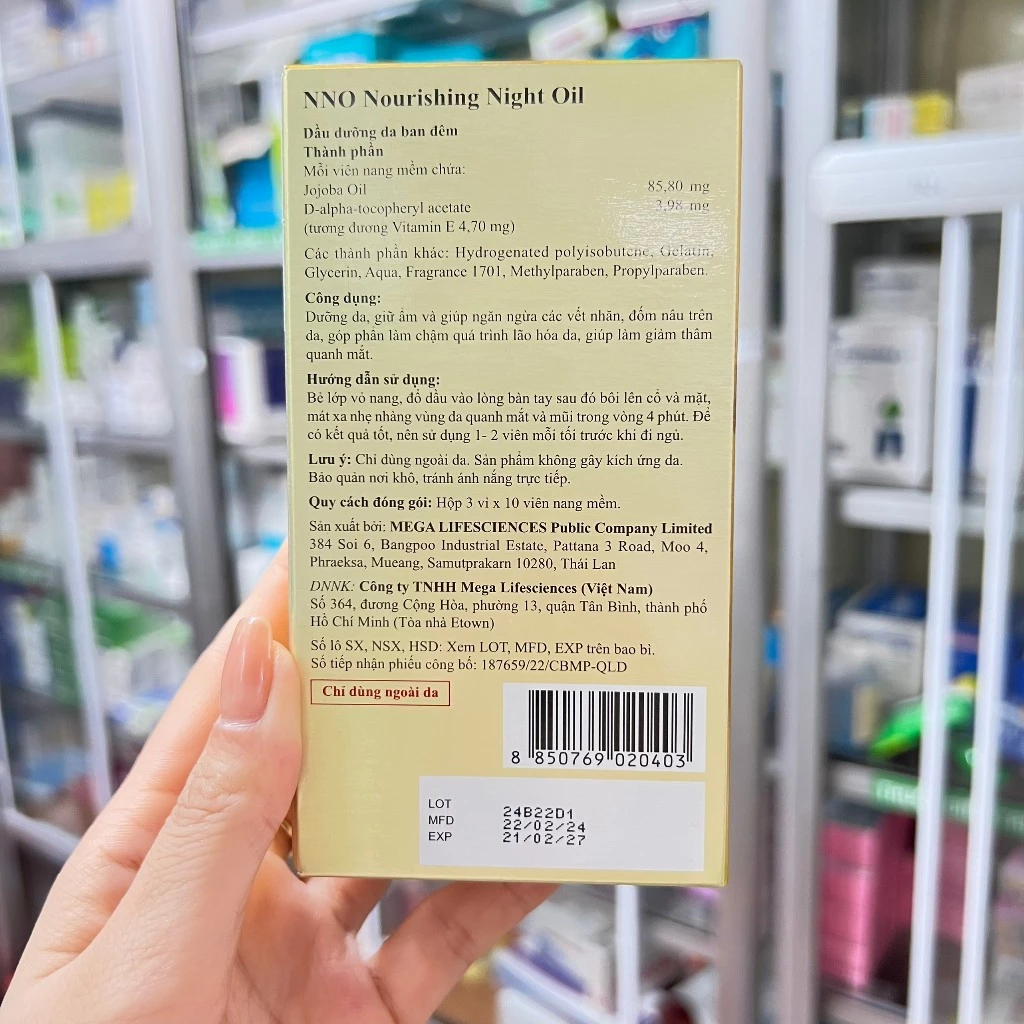 NNO Nourishing Night Oil
Dầu dưỡng da ban đêm
Thành phần
Mỗi viên nang mềm chứa:
Jojoba Oil 85,80 mg
D-alpha-tocopheryl acetate 3,98 mg
(tương đương Vitamin E 4,70 mg)
Các thành phần khác: Hydrogenated polyisobutene, Gelatin,
Glycerin, Aqua, Fragrance 1701, Methylparaben, Propylparaben.
Công dụng:
Dưỡng da, giữ ẩm và giúp ngăn ngừa các vết nhăn, đốm nâu trên
da, góp phần làm chậm quá trình lão hóa da, giúp làm giảm thâm
quanh mắt.
Hướng dẫn sử dụng:
Bẻ lớp vỏ nang, đổ dầu vào lòng bàn tay sau đó bôi lên cổ và mặt,
mát xa nhẹ nhàng vùng da quanh mắt và mũi trong vòng 4 phút. Để
có kết quả tốt, nên sử dụng 1- 2 viên mỗi tối trước khi đi ngủ.
Lưu ý: Chỉ dùng ngoài da. Sản phẩm không gây kích ứng da.
Bảo quản nơi khô, tránh ánh nắng trực tiếp.
Quy cách đóng gói: Hộp 3 vỉ x 10 viên nang mềm.
Sản xuất bởi: MEGA LIFESCIENCES Public Company Limited
384 Soi 6, Bangpoo Industrial Estate, Pattana 3 Road, Moo 4,
Phraeksa, Mueang, Samutprakarn 10280, Thái Lan
DNNK: Công ty TNHH Mega Lifesciences (Việt Nam)
Số 364, đương Cộng Hòa, phường 13, quận Tân Bình, thành phố
Hồ Chí Minh (Tòa nhà Etown)
Số lô SX, NSX, HSD: Xem LOT, MFD, EXP trên bao bì.
Số tiếp nhận phiếu công bố: 187659/22/CBMP-QLD
Chỉ dùng ngoài da
8 850769 020403
LOT 24B22D1
MFD 22/02/24
EXP 21/02/27